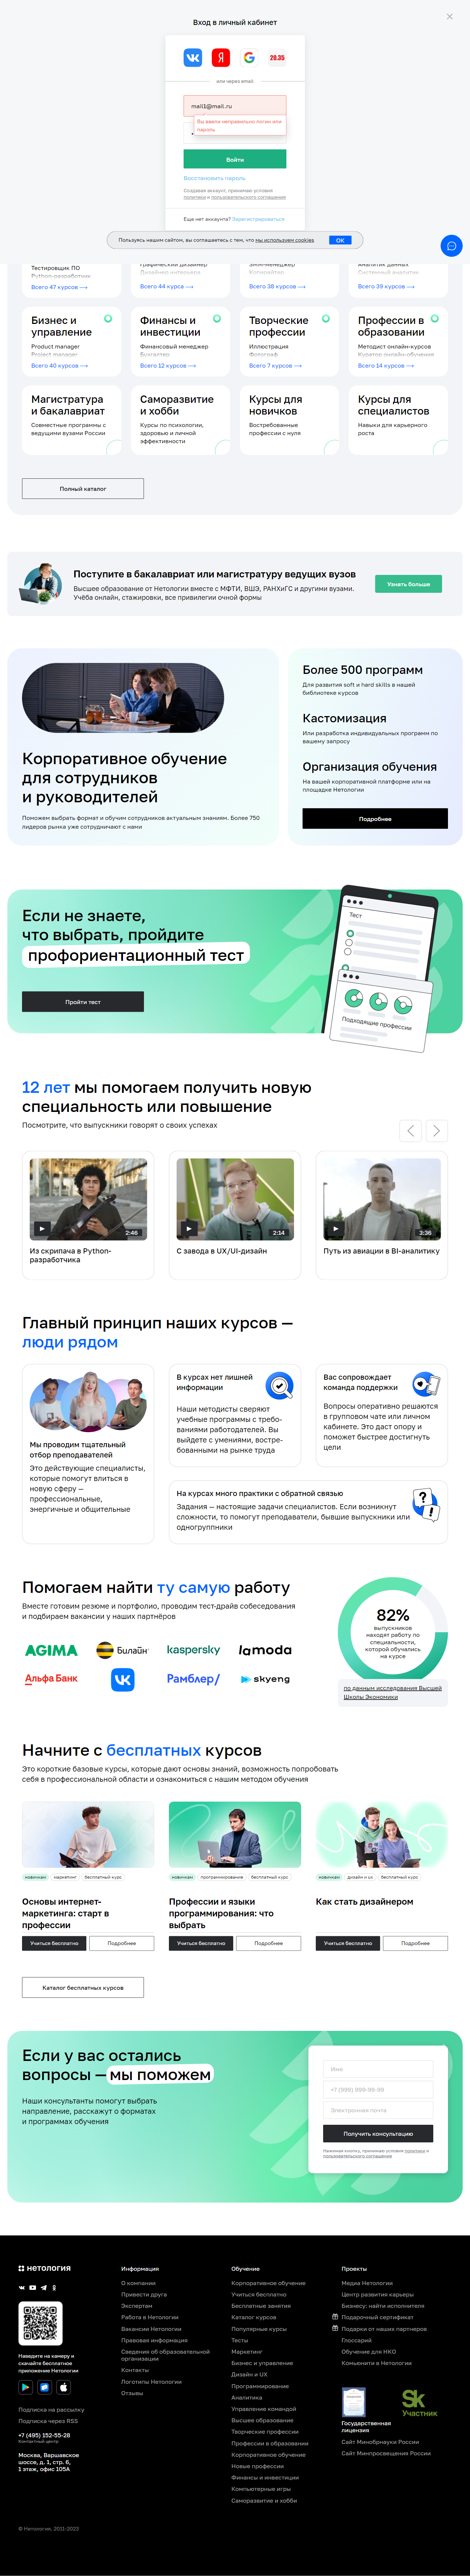 Вход в личный кабинет
20.35
или через email
mail1@mail.ru
Вы ввели неправильно логин или
пароль
Войти
Восстановить пароль
Создавая аккаунт, принимаю условия
политики и пользовательского соглашения
Еще нет аккаунта? Зарегистрироваться
Пользуясь нашим сайтом, вы соглашаетесь с тем, что мы используем cookies
OK
Тестировщик ПО
Python-разработчик
Всего 47 курсов
Графический дизайнер
Дизайнер интерьера
Всего 44 курса
SMM-менеджер
Копирайтер
Всего 38 курсов
Аналитик данных
Системный аналитик
Всего 39 курсов
Бизнес и
управление
Product manager
Project manager
Всего 40 курсов
Финансы и
инвестиции
Финансовый менеджер
Бухгалтер
Всего 12 курсов
Творческие
профессии
Иллюстрация
Фотограф
Всего 7 курсов
Профессии в
образовании
Методист онлайн-курсов
Куратор онлайн-обучения
Всего 14 курсов
Магистратура
и бакалавриат
Совместные программы с
ведущими вузами России
Саморазвитие
и хобби
Курсы по психологии,
здоровью и личной
эффективности
Курсы для
новичков
Востребованные
профессии с нуля
Курсы для
специалистов
Навыки для карьерного
роста
Полный каталог
Поступите в бакалавриат или магистратуру ведущих вузов
Высшее образование от Нетологии вместе с МФТИ, ВШЭ, РАНХиГС и другими вузами.
Учёба онлайн, стажировки, все привилегии очной формы
Узнать больше
Корпоративное обучение
для сотрудников
и руководителей
Поможем выбрать формат и обучим сотрудников актуальным знаниям. Более 750
лидеров рынка уже сотрудничают с нами
Более 500 программ
Для развития soft и hard skills в нашей
библиотеке курсов
Кастомизация
Или разработка индивидуальных программ по
вашему запросу
Организация обучения
На вашей корпоративной платформе или на
площадке Нетологии
Подробнее
Если не знаете,
что выбрать, пройдите
профориентационный тест
Пройти тест
Тест
Подходящие профессии
12 лет мы помогаем получить новую
специальность или повышение
Посмотрите, что выпускники говорят о своих успехах
2:46
Из скрипача в Python-
разработчика
2:14
С завода в UX/UI-дизайн
3:36
Путь из авиации в BI-аналитику
Главный принцип наших курсов —
люди рядом
Мы проводим тщательный
отбор преподавателей
Это действующие специалисты,
которые помогут влиться в
новую сферу —
профессиональные,
энергичные и общительные
В курсах нет лишней
информации
Наши методисты сверяют
учебные программы с требо-
ваниями работодателей. Вы
выйдете с умениями, востре-
бованными на рынке труда
Вас сопровождает
команда поддержки
Вопросы оперативно решаются
в групповом чате или личном
кабинете. Это даст опору и
поможет быстрее достигнуть
цели
На курсах много практики с обратной связью
Задания — настоящие задачи специалистов. Если возникнут
сложности, то помогут преподаватели, бывшие выпускники или
одногруппники
Помогаем найти ту самую работу
Вместе готовим резюме и портфолио, проводим тест-драйв собеседования
и подбираем вакансии у наших партнёров
AGIMA
Билайн
kaspersky
lamoda
Альфа Банк
Рамблер/
skyeng
82%
выпускников
находят работу по
специальности,
которой обучались
на курсе
по данным исследования Высшей
Школы Экономики
Начните с бесплатных курсов
Это короткие базовые курсы, которые дают основы знаний, возможность попробовать
себя в профессиональной области и ознакомиться с нашим методом обучения
новичкам маркетинг бесплатный курс
Основы интернет-
маркетинга: старт в
профессии
Учиться бесплатно
Подробнее
новичкам программирование бесплатный курс
Профессии и языки
программирования: что
выбрать
Учиться бесплатно
Подробнее
новичкам дизайн и ux бесплатный курс
Как стать дизайнером
Учиться бесплатно
Подробнее
Каталог бесплатных курсов
Если у вас остались
вопросы — мы поможем
Наши консультанты помогут выбрать
направление, расскажут о форматах
и программах обучения
Имя
+7 (999) 999-99-99
Электронная почта
Получить консультацию
Нажимая кнопку, принимаю условия политики и
пользовательского соглашения
нетология
Наведите на камеру и
скачайте бесплатное
приложение Нетологии
Подписка на рассылку
Подписка через RSS
+7 (495) 152-55-28
Контактный центр
Москва, Варшавское
шоссе, д. 1, стр. 6,
1 этаж, офис 105А
Информация
О компании
Привести друга
Экспертам
Работа в Нетологии
Вакансии Нетологии
Правовая информация
Сведения об образовательной
организации
Контакты
Логотипы Нетологии
Отзывы
Обучение
Корпоративное обучение
Учиться бесплатно
Бесплатные занятия
Каталог курсов
Популярные курсы
Тесты
Маркетинг
Бизнес и управление
Дизайн и UX
Программирование
Аналитика
Управление командой
Высшее образование
Творческие профессии
Профессии в образовании
Корпоративное обучение
Новые профессии
Финансы и инвестиции
Компьютерные игры
Саморазвитие и хобби
Проекты
Медиа Нетологии
Центр развития карьеры
Бизнесу: найти исполнителя
Подарочный сертификат
Подарки от наших партнеров
Глоссарий
Обучение для НКО
Комьюнити в Нетологии
Государственная
лицензия
Sk
Участник
Сайт Минобрнауки России
Сайт Минпросвещения России
© Нетология, 2011-2023